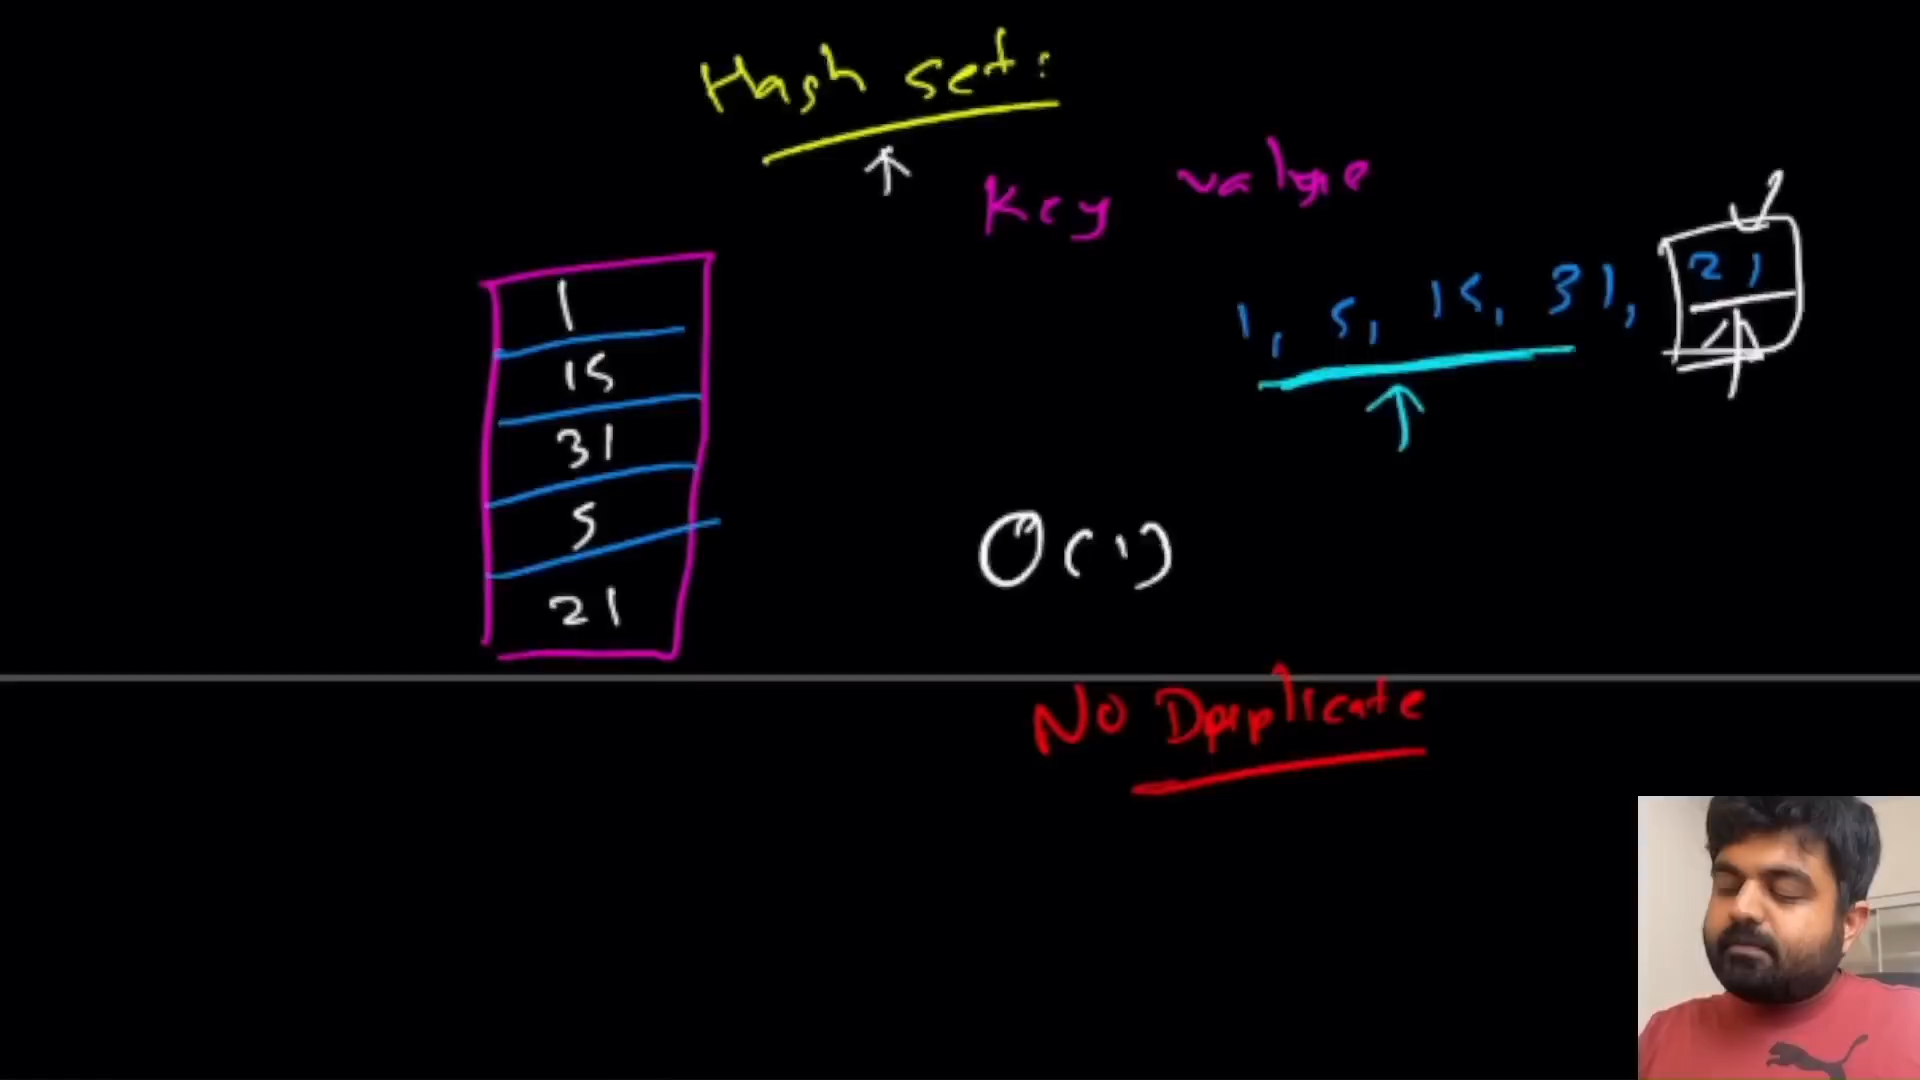 Hash set:
Key value
1, 5, 15, 31, 21
1
15
31
5
21
O(1)
No Duplicate